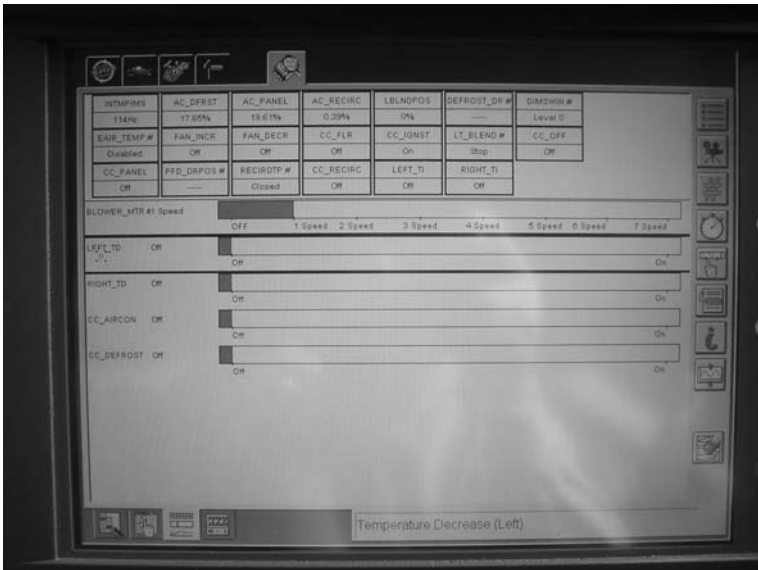 INTMPIMS AC_DFRST AC_PANEL AC_RECIRC LBLNDPOS DEFROST_DR # DIMSWIN #
114Hz 17.65% 19.61% 0.39% 0% ---- Level 0
EAIR_TEMP # FAN_INCR FAN_DECR CC_FLR CC_IGNST LT_BLEND # CC_OFF
Disabled Off Off Off On Stop Off
CC_PANEL PFD_DRPOS # RECIRDTP # CC_RECIRC LEFT_TI RIGHT_TI
Off ---- Closed Off Off Off
BLOWER_MTR #1 Speed
OFF 1 Speed 2 Speed 3 Speed 4 Speed 5 Speed 6 Speed 7 Speed
LEFT_TD Off
Off On
RIGHT_TD Off
Off On
CC_AIRCON Off
Off On
CC_DEFROST Off
Off On
Temperature Decrease (Left)